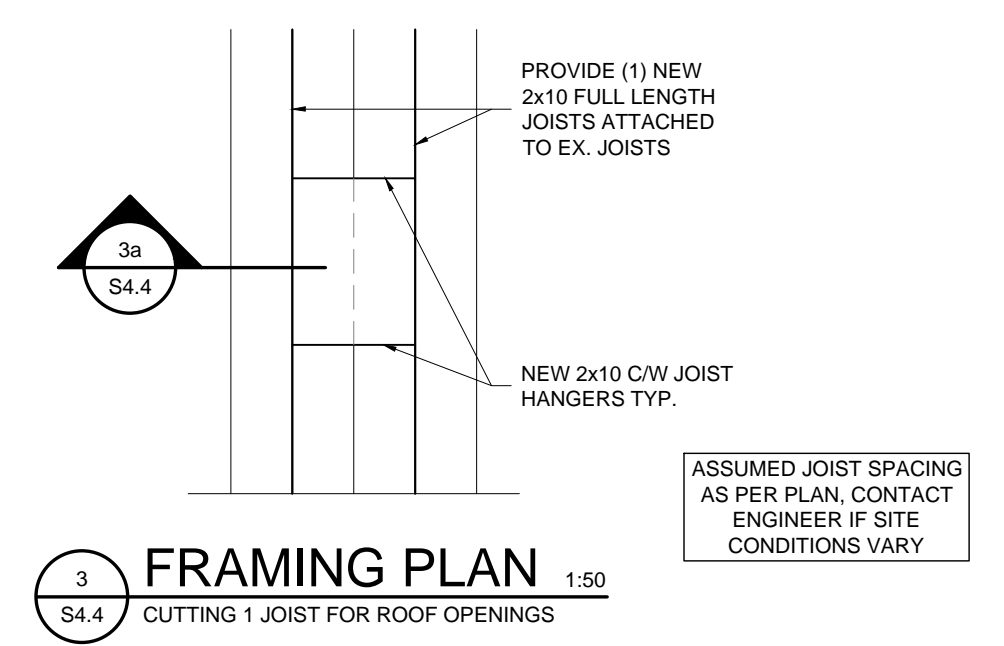 PROVIDE (1) NEW
2x10 FULL LENGTH
JOISTS ATTACHED
TO EX. JOISTS
3a
S4.4
NEW 2x10 C/W JOIST
HANGERS TYP.
ASSUMED JOIST SPACING
AS PER PLAN, CONTACT
ENGINEER IF SITE
CONDITIONS VARY
3
S4.4
FRAMING PLAN 1:50
CUTTING 1 JOIST FOR ROOF OPENINGS